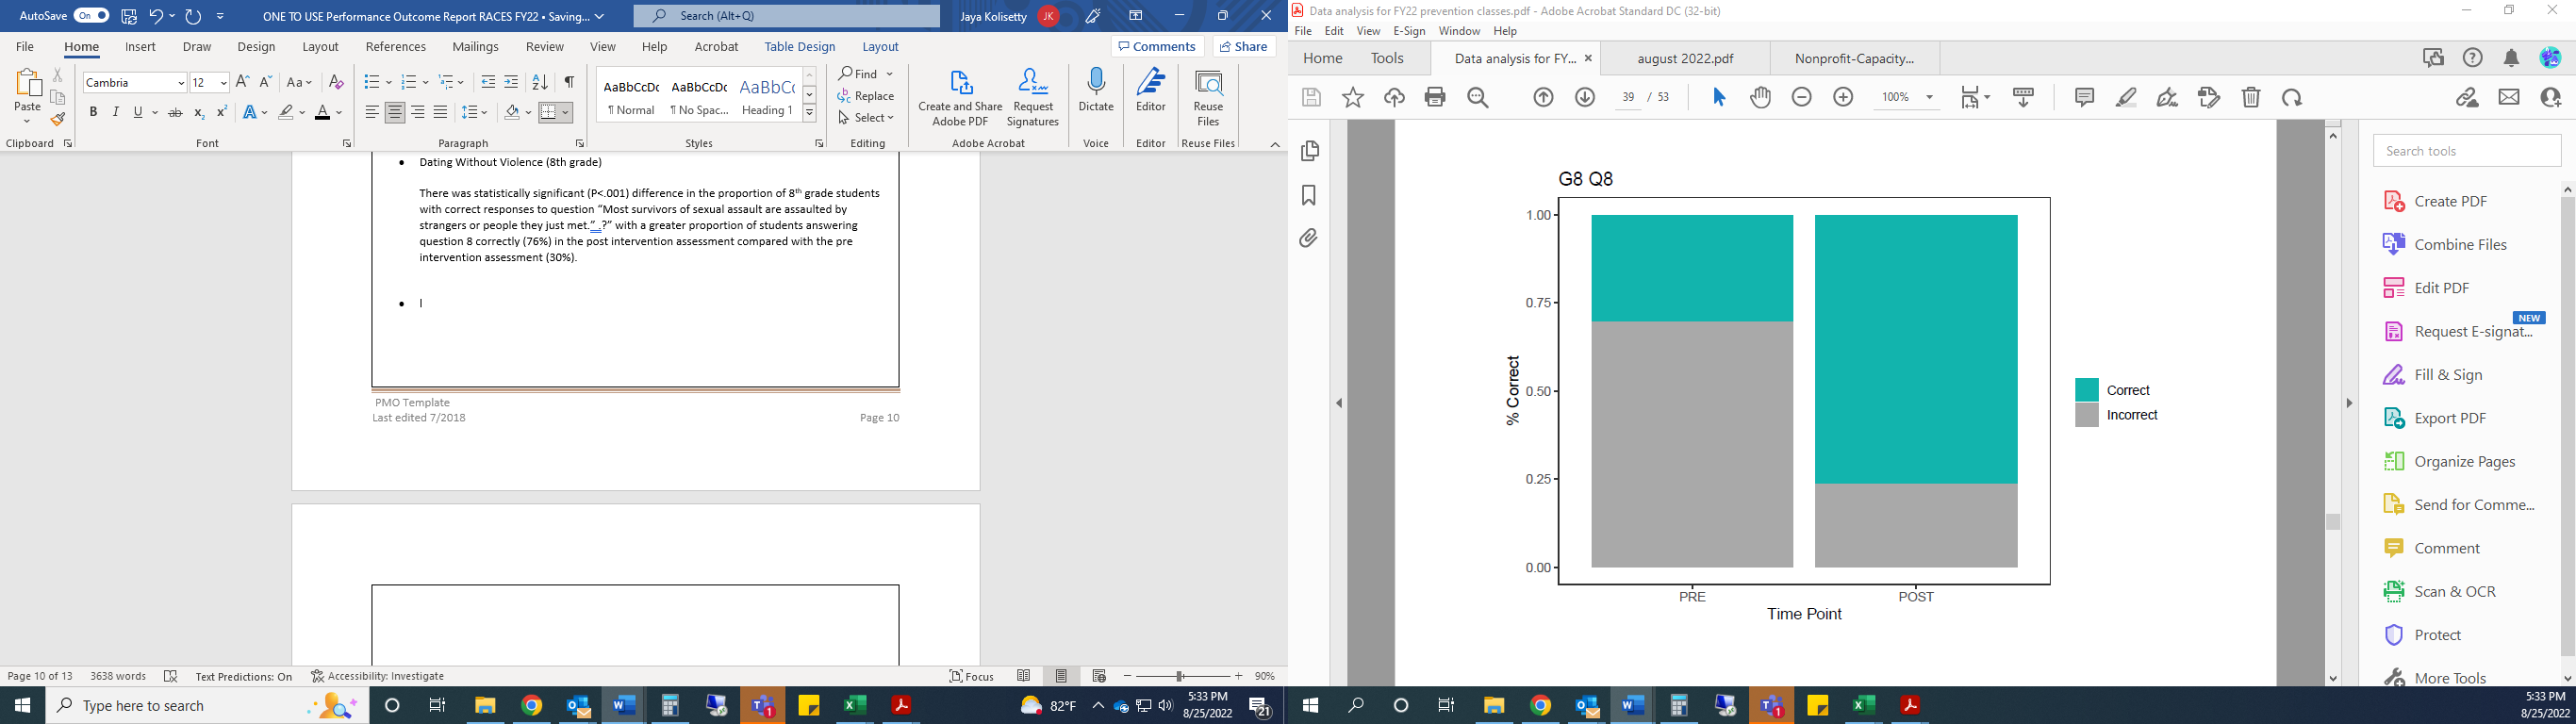 AutoSave On ONE TO USE Performance Outcome Report RACES FY22 • Saving... Search (Alt+Q) Jaya Kolisetty JK
File Home Insert Draw Design Layout References Mailings Review View Help Acrobat Table Design Layout Comments Share
Paste Cambria 12 AaBbCcDc AaBbCcDc AaBbCc Find
B I U ab ¶ Normal ¶ No Spac... Heading 1 Replace
Select
Create and Share Adobe PDF Request Signatures Dictate Editor Reuse Files
Clipboard Font Paragraph Styles Editing Adobe Acrobat Voice Editor Reuse Files
• Dating Without Violence (8th grade)
There was statistically significant (P<.001) difference in the proportion of 8th grade students
with correct responses to question “Most survivors of sexual assault are assaulted by
strangers or people they just met.” .?” with a greater proportion of students answering
question 8 correctly (76%) in the post intervention assessment compared with the pre
intervention assessment (30%).
•
PMO Template
Last edited 7/2018 Page 10
Page 10 of 13 3638 words Text Predictions: On Accessibility: Investigate Focus 90%
Type here to search 82°F 5:33 PM
8/25/2022 21
Data analysis for FY22 prevention classes.pdf - Adobe Acrobat Standard DC (32-bit)
File Edit View E-Sign Window Help
Home Tools Data analysis for FY... × august 2022.pdf Nonprofit-Capacity...
39 / 53 100%
G8 Q8
1.00
0.75
0.50
0.25
0.00
% Correct
PRE POST
Time Point
Correct
Incorrect
Search tools
Create PDF
Combine Files
Edit PDF
NEW
Request E-signat...
Fill & Sign
Export PDF
Organize Pages
Send for Comme...
Comment
Scan & OCR
Protect
More Tools
5:33 PM
8/25/2022